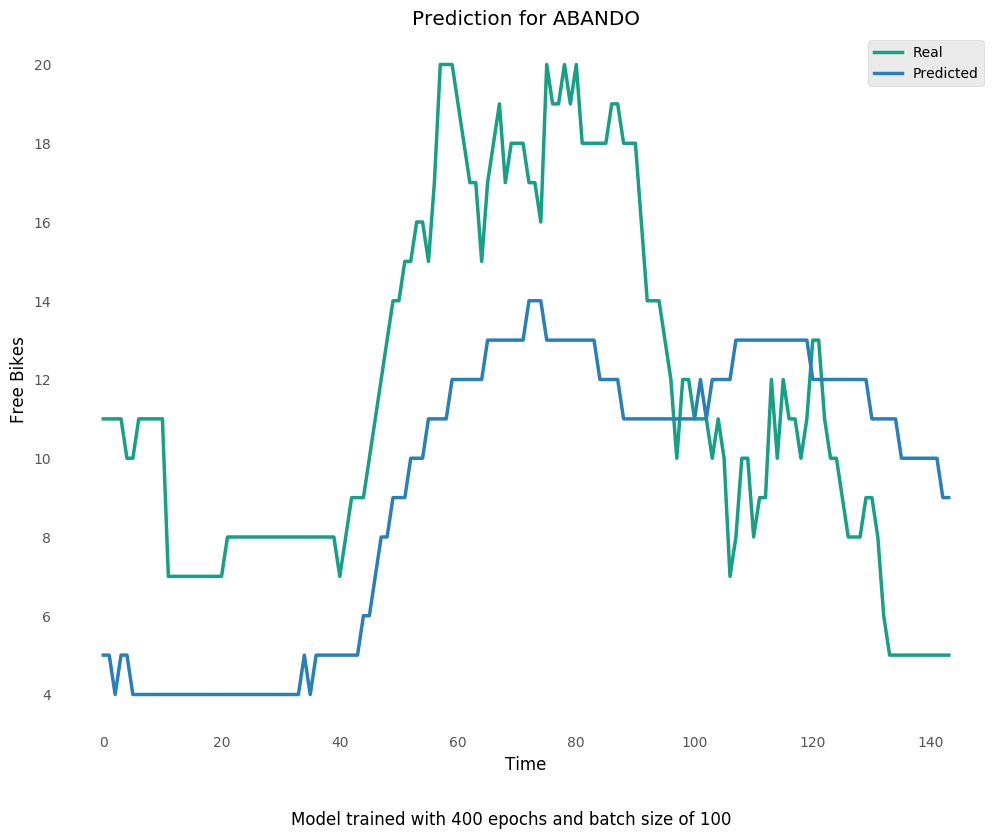 Prediction for ABANDO
Real
Predicted
20
18
16
14
12
10
8
6
4
Free Bikes
0 20 40 60 80 100 120 140
Time
Model trained with 400 epochs and batch size of 100